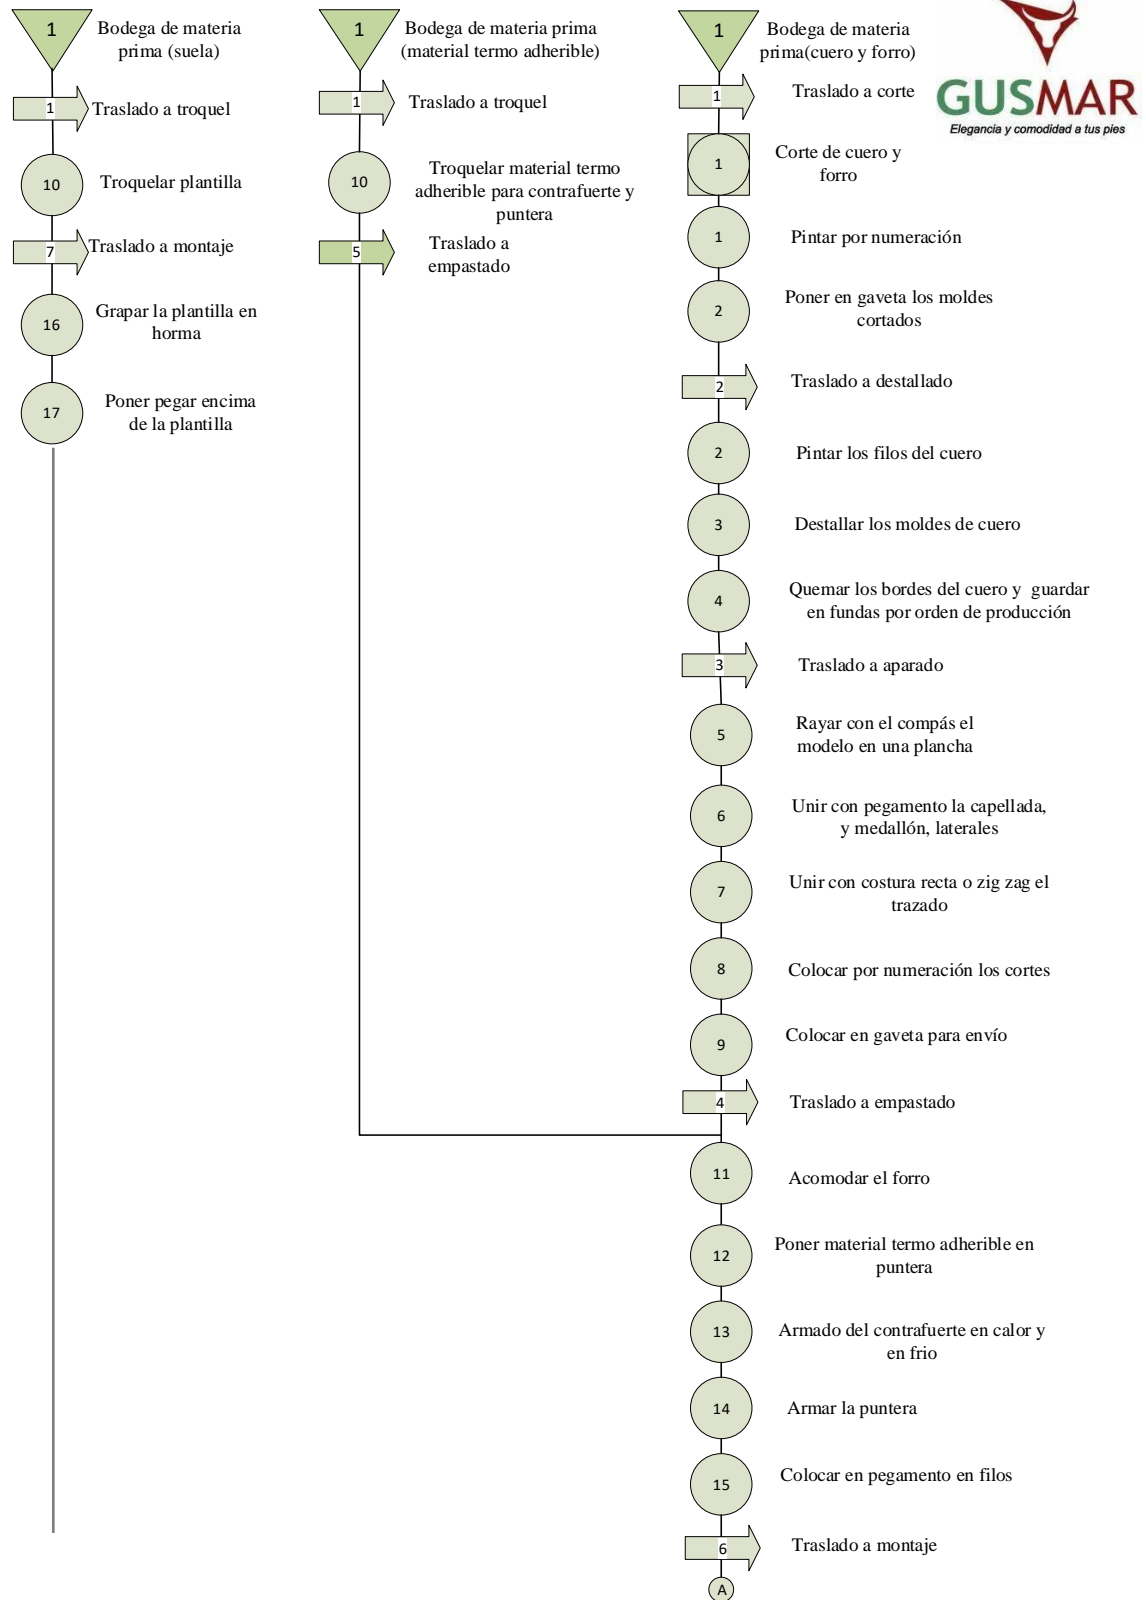 1
Bodega de materia
prima (suela)
1
Traslado a troquel
10
Troquelar plantilla
7
Traslado a montaje
16
Grapar la plantilla en
horma
17
Poner pegar encima
de la plantilla
1
Bodega de materia prima
(material termo adherible)
1
Traslado a troquel
10
Troquelar material termo
adherible para contrafuerte y
puntera
5
Traslado a
empastado
1
Bodega de materia
prima(cuero y forro)
1
Traslado a corte
1
Corte de cuero y
forro
1
Pintar por numeración
2
Poner en gaveta los moldes
cortados
2
Traslado a destallado
2
Pintar los filos del cuero
3
Destallar los moldes de cuero
4
Quemar los bordes del cuero y guardar
en fundas por orden de producción
3
Traslado a aparado
5
Rayar con el compás el
modelo en una plancha
6
Unir con pegamento la capellada,
y medallón, laterales
7
Unir con costura recta o zig zag el
trazado
8
Colocar por numeración los cortes
9
Colocar en gaveta para envío
4
Traslado a empastado
11
Acomodar el forro
12
Poner material termo adherible en
puntera
13
Armado del contrafuerte en calor y
en frio
14
Armar la puntera
15
Colocar en pegamento en filos
6
Traslado a montaje
A
GUSMAR
Elegancia y comodidad a tus pies